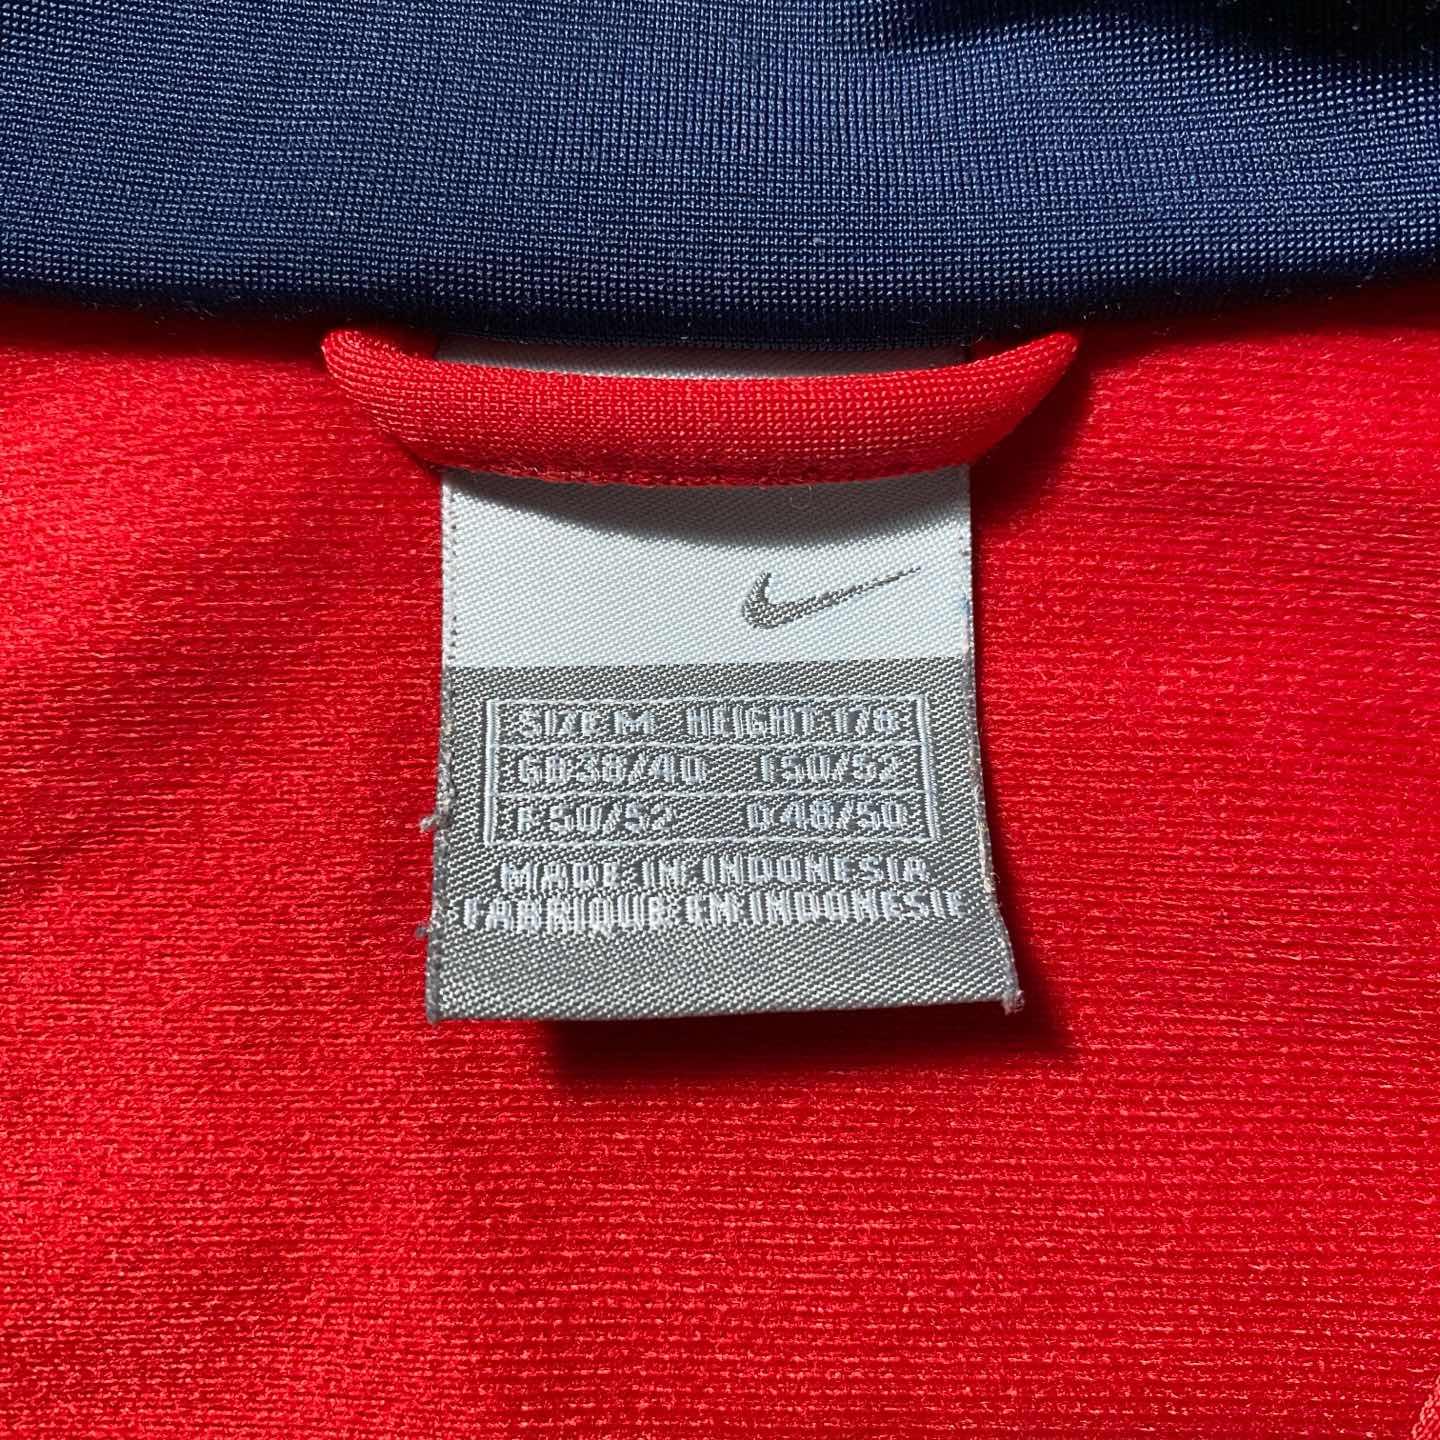 SIZE M HEIGHT 178
GB 38/40 I 50/52
F 50/52 D 48/50
MADE IN:INDONESIA
FABRIQUE EN:INDONESIE